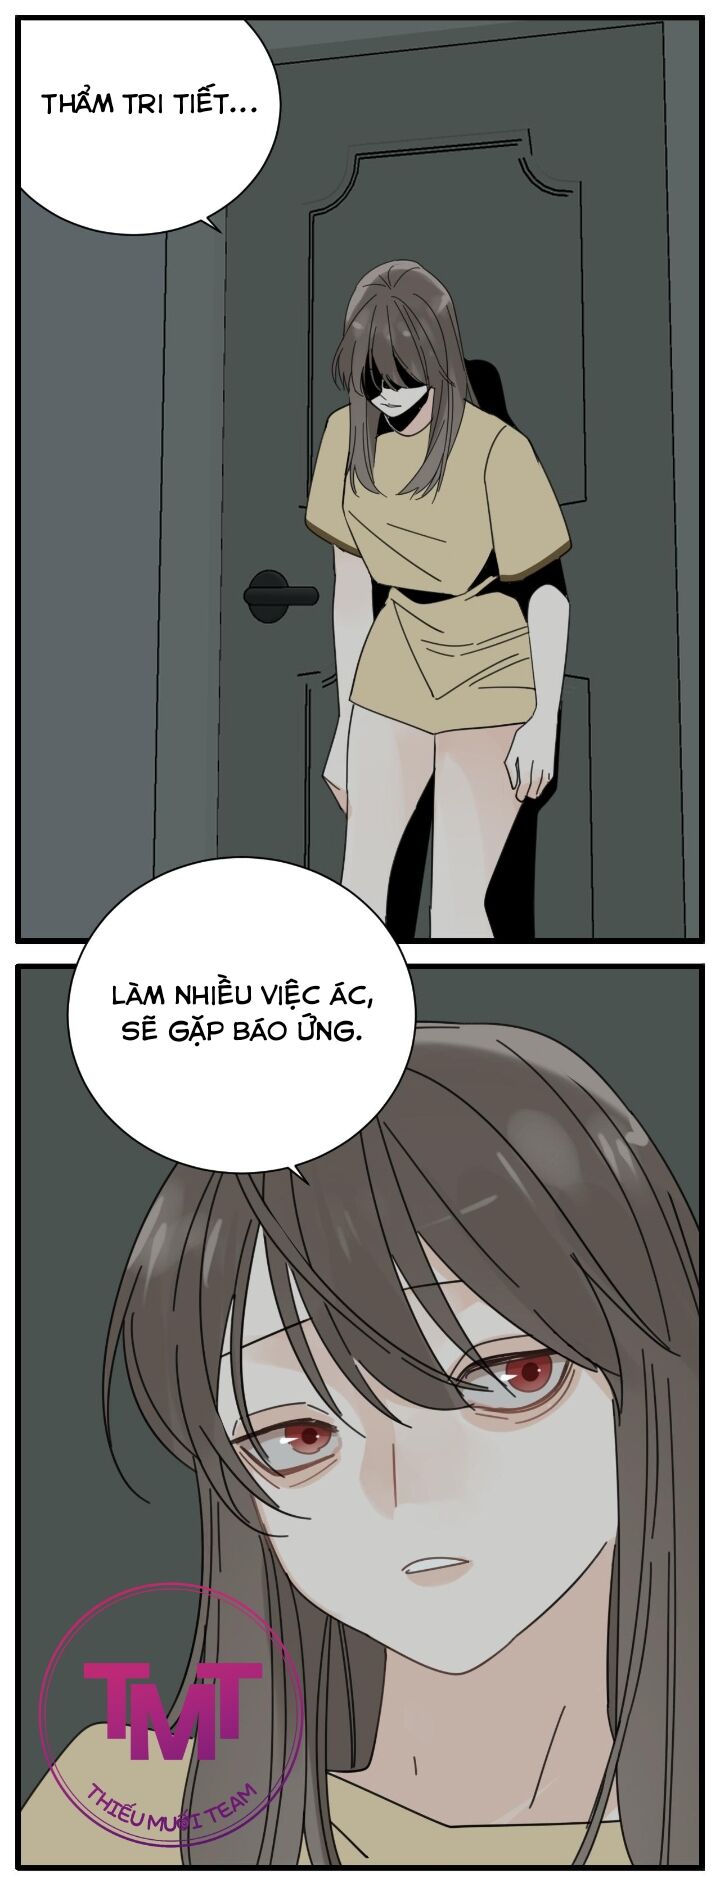 THẨM TRI TIẾT...
LÀM NHIỀU VIỆC ÁC,
SẼ GẶP BÁO ỨNG.
TMT
THIẾU MUỐI TEAM